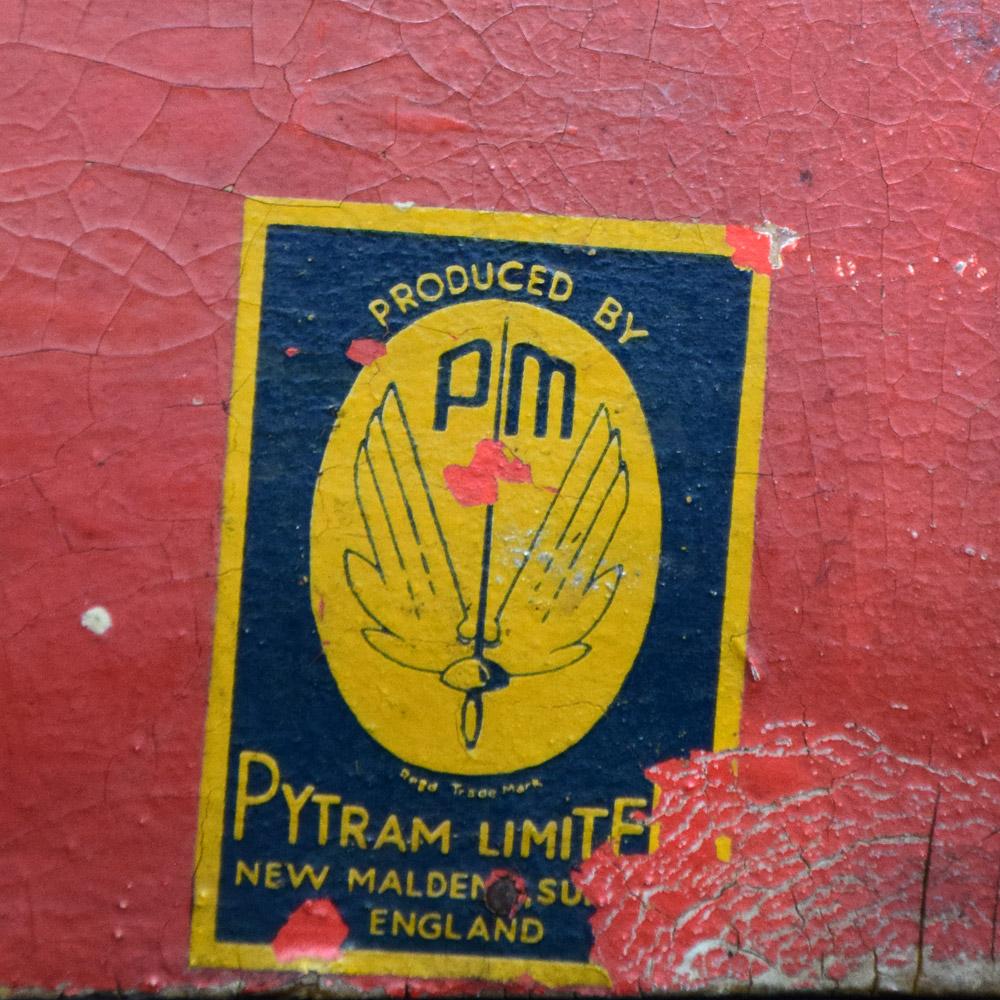 PRODUCED BY
PM
Regd Trade Mark
PYTRAM LIMITE
NEW MALDEN, SU
ENGLAND